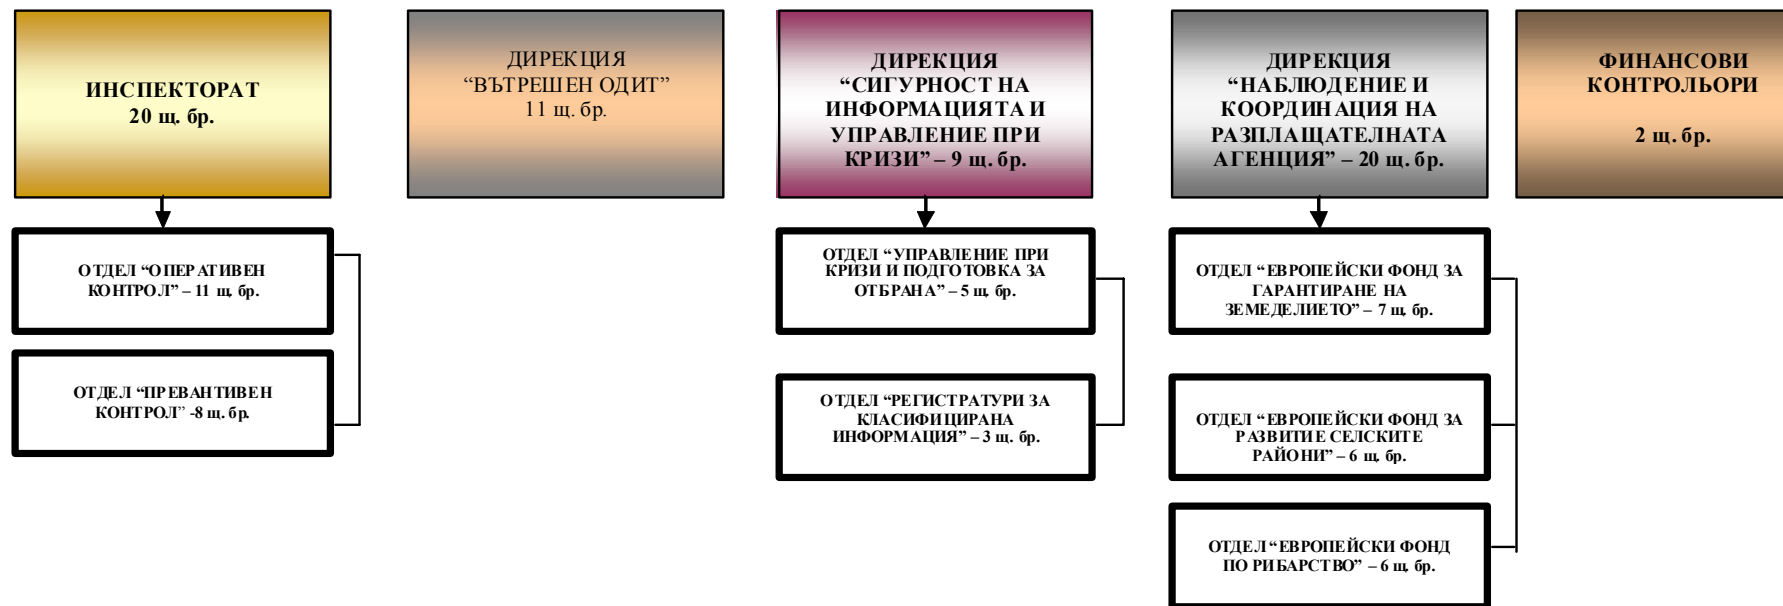 ИНСПЕКТОРАТ
20 щ. бр.
ДИРЕКЦИЯ
“ВЪТРЕШЕН ОДИТ”
11 щ. бр.
ДИРЕКЦИЯ
“СИГУРНОСТ НА
ИНФОРМАЦИЯТА И
УПРАВЛЕНИЕ ПРИ
КРИЗИ” – 9 щ. бр.
ДИРЕКЦИЯ
“НАБЛЮДЕНИЕ И
КООРДИНАЦИЯ НА
РАЗПЛАЩАТЕЛНАТА
АГЕНЦИЯ” – 20 щ. бр.
ФИНАНСОВИ
КОНТРОЛЬОРИ
2 щ. бр.
ОТДЕЛ “ОПЕРАТИВЕН
КОНТРОЛ” – 11 щ. бр.
ОТДЕЛ “ПРЕВАНТИВЕН
КОНТРОЛ” -8 щ. бр.
ОТДЕЛ “УПРАВЛЕНИЕ ПРИ
КРИЗИ И ПОДГОТОВКА ЗА
ОТБРАНА” – 5 щ. бр.
ОТДЕЛ “РЕГИСТРАТУРИ ЗА
КЛАСИФИЦИРАНА
ИНФОРМАЦИЯ” – 3 щ. бр.
ОТДЕЛ “ЕВРОПЕЙСКИ ФОНД ЗА
ГАРАНТИРАНЕ НА
ЗЕМЕДЕЛИЕТО” – 7 щ. бр.
ОТДЕЛ “ЕВРОПЕЙСКИ ФОНД ЗА
РАЗВИТИЕ СЕЛСКИТЕ
РАЙОНИ” – 6 щ. бр.
ОТДЕЛ “ЕВРОПЕЙСКИ ФОНД
ПО РИБАРСТВО” – 6 щ. бр.